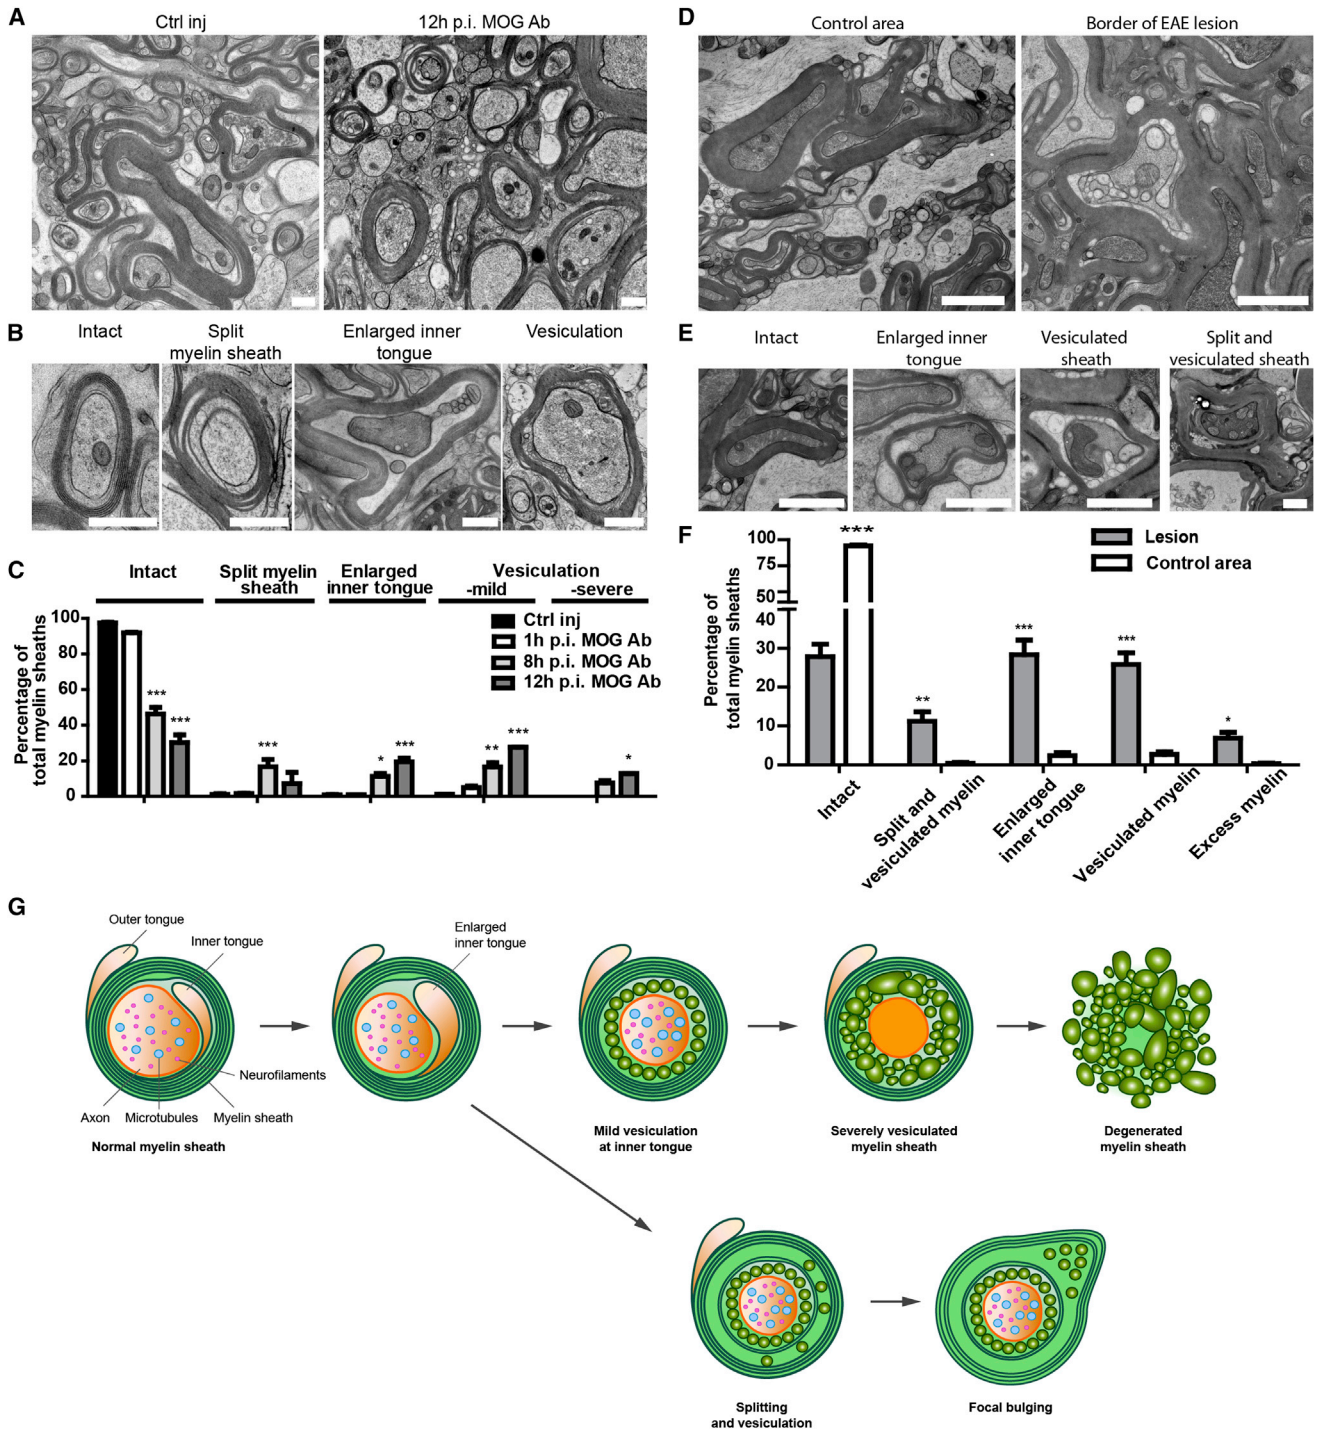 A
Ctrl inj
12h p.i. MOG Ab
B
Intact
Split
myelin sheath
Enlarged inner
tongue
Vesiculation
C
Intact
Split myelin
sheath
Enlarged
inner tongue
Vesiculation
-mild
-severe
Ctrl inj
1h p.i. MOG Ab
8h p.i. MOG Ab
12h p.i. MOG Ab
Percentage of
total myelin sheaths
100
80
60
40
20
0
***
***
***
*
***
**
***
*
D
Control area
Border of EAE lesion
E
Intact
Enlarged inner
tongue
Vesiculated
sheath
Split and
vesiculated sheath
F
Lesion
Control area
Percentage of
total myelin sheaths
100
75
50
40
30
20
10
0
***
**
***
***
*
Intact
Split and
vesiculated myelin
Enlarged
inner tongue
Vesiculated myelin
Excess myelin
G
Outer tongue
Inner tongue
Enlarged
inner tongue
Neurofilaments
Axon
Microtubules
Myelin sheath
Normal myelin sheath
Mild vesiculation
at inner tongue
Severely vesiculated
myelin sheath
Degenerated
myelin sheath
Splitting
and vesiculation
Focal bulging